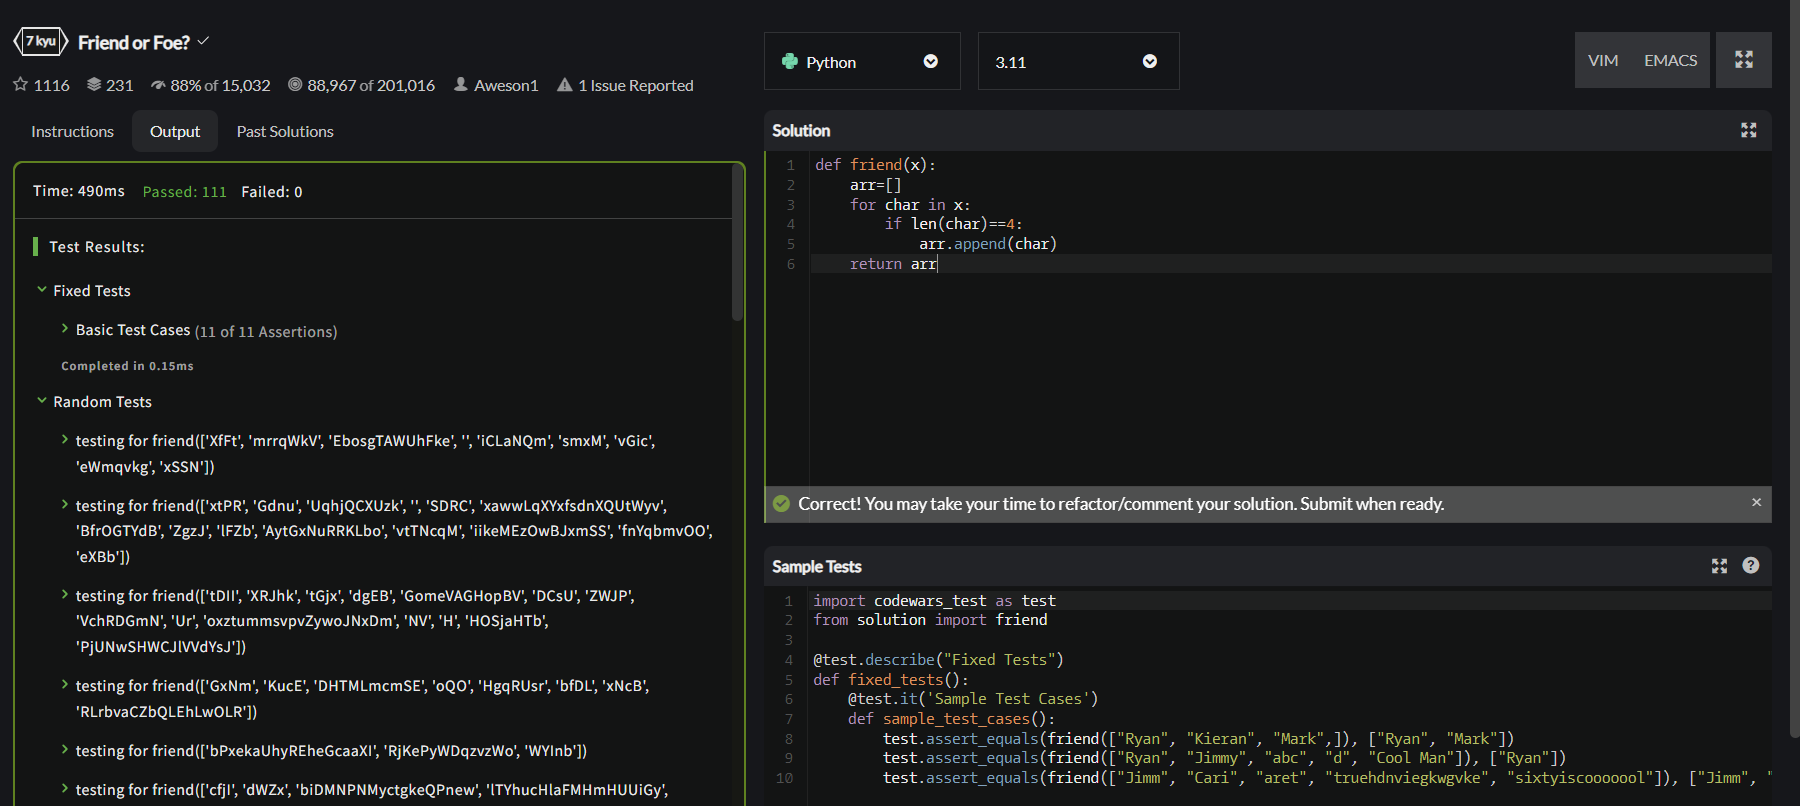 7 kyu Friend or Foe?
1116 231 88% of 15,032 88,967 of 201,016 Aweson1 1 Issue Reported
Instructions Output Past Solutions
Time: 490ms Passed: 111 Failed: 0
Test Results:
Fixed Tests
Basic Test Cases (11 of 11 Assertions)
Completed in 0.15ms
Random Tests
testing for friend(['XfFt', 'mrrqWkV', 'EbosgTAWUhFke', '', 'iCLaNQm', 'smxM', 'vGic',
'eWmqvkg', 'xSSN'])
testing for friend(['xtPR', 'Gdnu', 'UqhjQCXUzk', '', 'SDRC', 'xawwLqXYxfsdnXQUtWyv',
'BfrOGTYdB', 'ZgzJ', 'lFZb', 'AytGxNuRRKLbo', 'vtTNcqM', 'iikeMEzOwBJxmSS', 'fnYqbmvOO',
'eXBb'])
testing for friend(['tDII', 'XRJhk', 'tGjx', 'dgEB', 'GomeVAGHopBV', 'DCsU', 'ZWJP',
'VchRDGmN', 'Ur', 'oxztummsvpvZywoJNxDm', 'NV', 'H', 'HOSjaHTb',
'PjUNwSHWCJlVVdYsJ'])
testing for friend(['GxNm', 'KucE', 'DHTMLmcmSE', 'oQO', 'HgqRUsr', 'bfDL', 'xNcB',
'RLrbvaCZbQLEhLwOLR'])
testing for friend(['bPxekaUhyREheGcaaXI', 'RjKePyWDqzvzWo', 'WYInb'])
testing for friend(['cfjI', 'dWZx', 'biDMNPNMyctgkeQPnew', 'lTYhucHlaFMHmHUUiGy',
Python 3.11 VIM EMACS
Solution
1 def friend(x):
2 arr=[]
3 for char in x:
4 if len(char)==4:
5 arr.append(char)
6 return arr
Correct! You may take your time to refactor/comment your solution. Submit when ready. ×
Sample Tests ?
1 import codewars_test as test
2 from solution import friend
3
4 @test.describe("Fixed Tests")
5 def fixed_tests():
6 @test.it('Sample Test Cases')
7 def sample_test_cases():
8 test.assert_equals(friend(["Ryan", "Kieran", "Mark",]), ["Ryan", "Mark"])
9 test.assert_equals(friend(["Ryan", "Jimmy", "abc", "d", "Cool Man"]), ["Ryan"])
10 test.assert_equals(friend(["Jimm", "Cari", "aret", "truehdnviegkwgvke", "sixtyiscooooool"]), ["Jimm", "